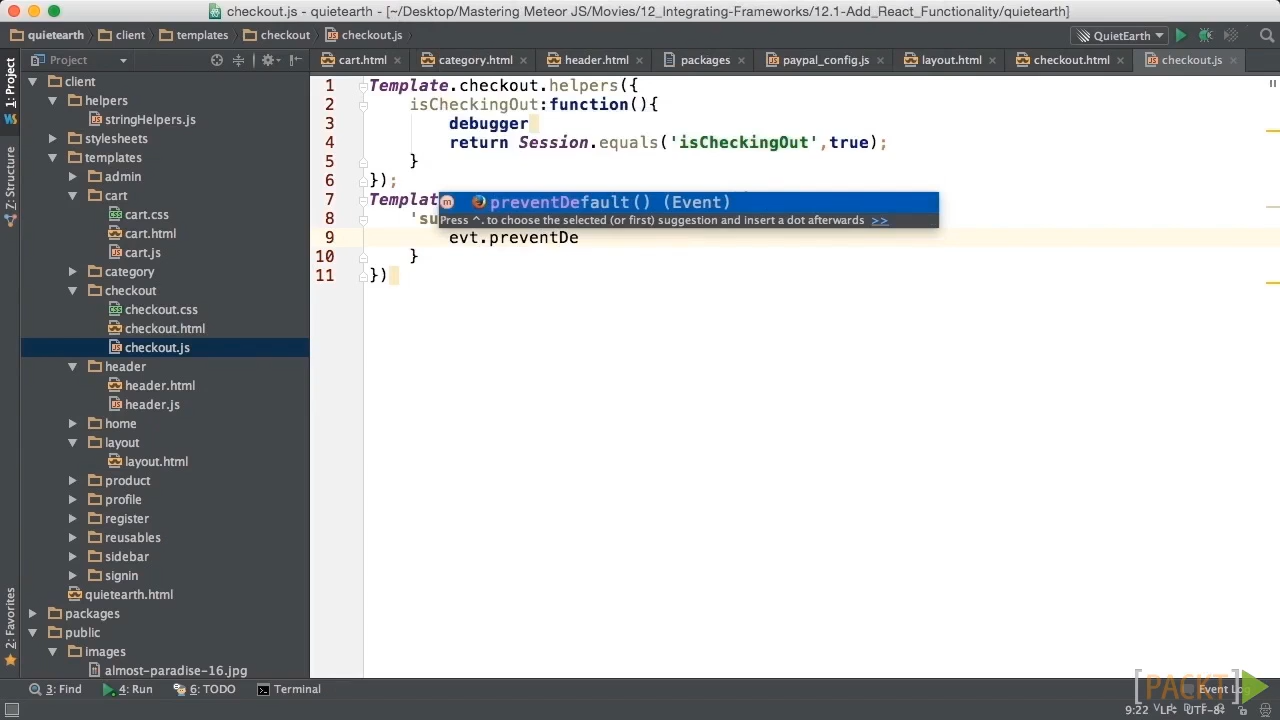 checkout.js - quietearth - [~/Desktop/Mastering Meteor JS/Movies/12_Integrating-Frameworks/12.1-Add_React_Functionality/quietearth]
quietearth client templates checkout checkout.js QuietEarth
Project cart.html category.html header.html packages paypal_config.js layout.html checkout.html checkout.js
1: Project
Z: Structure
2: Favorites
client
helpers
stringHelpers.js
stylesheets
templates
admin
cart
cart.css
cart.html
cart.js
category
checkout
checkout.css
checkout.html
checkout.js
header
header.html
header.js
home
layout
layout.html
product
profile
register
reusables
sidebar
signin
quietearth.html
packages
public
images
almost-paradise-16.jpg
1 Template.checkout.helpers({
2 isCheckingOut:function(){
3 debugger
4 return Session.equals('isCheckingOut',true);
5 }
6 });
7 Templat
m preventDefault() (Event)
8 'su
Press ^. to choose the selected (or first) suggestion and insert a dot afterwards >>
9 evt.preventDe
10 }
11 })
3: Find 4: Run 6: TODO Terminal
[PACKT]
Event Log
9:22 LF÷ UTF-8÷